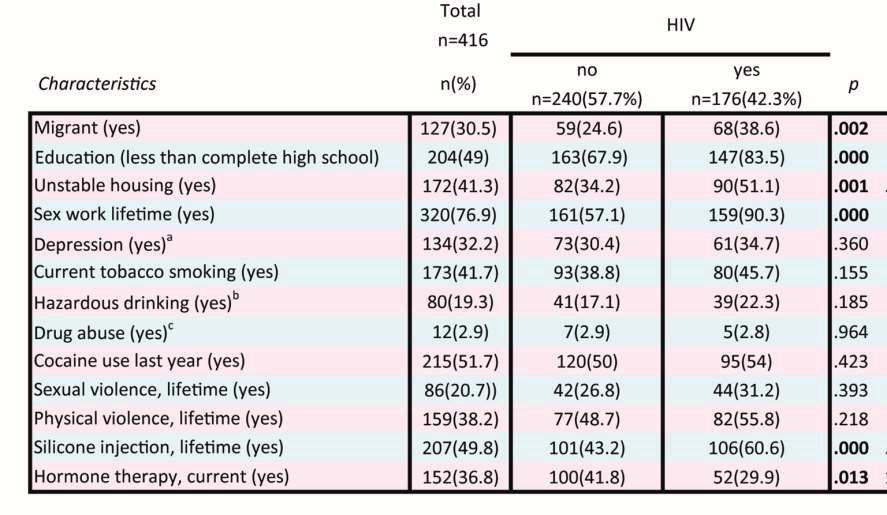 Total
n=416
HIV
Characteristics n(%) no yes p
n=240(57.7%) n=176(42.3%)
Migrant (yes) 127(30.5) 59(24.6) 68(38.6) .002
Education (less than complete high school) 204(49) 163(67.9) 147(83.5) .000
Unstable housing (yes) 172(41.3) 82(34.2) 90(51.1) .001
Sex work lifetime (yes) 320(76.9) 161(57.1) 159(90.3) .000
Depression (yes)a 134(32.2) 73(30.4) 61(34.7) .360
Current tobacco smoking (yes) 173(41.7) 93(38.8) 80(45.7) .155
Hazardous drinking (yes)b 80(19.3) 41(17.1) 39(22.3) .185
Drug abuse (yes)c 12(2.9) 7(2.9) 5(2.8) .964
Cocaine use last year (yes) 215(51.7) 120(50) 95(54) .423
Sexual violence, lifetime (yes) 86(20.7)) 42(26.8) 44(31.2) .393
Physical violence, lifetime (yes) 159(38.2) 77(48.7) 82(55.8) .218
Silicone injection, lifetime (yes) 207(49.8) 101(43.2) 106(60.6) .000
Hormone therapy, current (yes) 152(36.8) 100(41.8) 52(29.9) .013